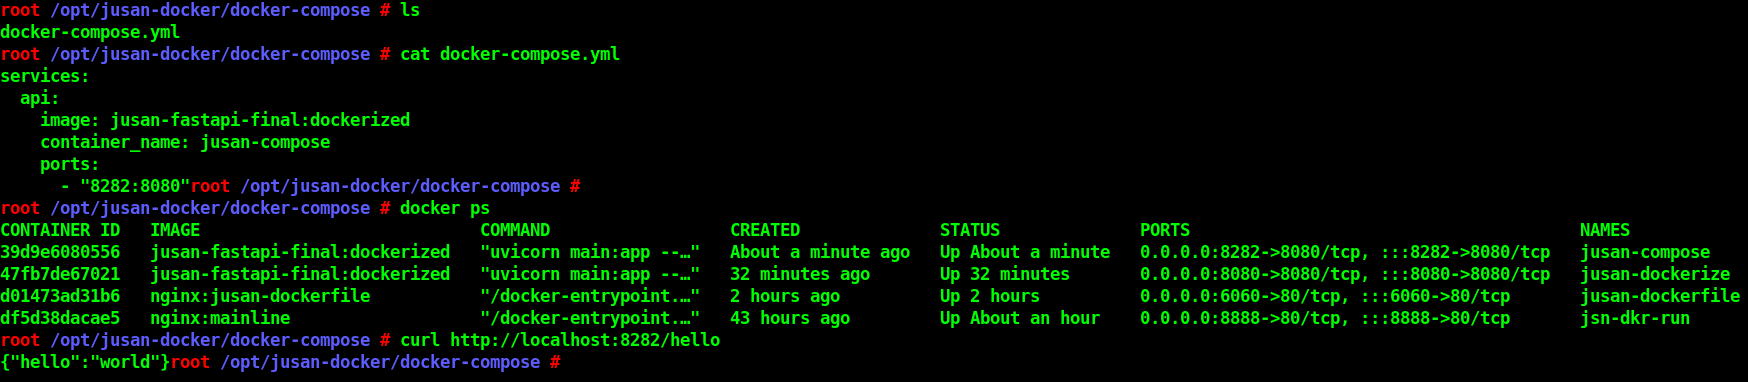 root /opt/jusan-docker/docker-compose # ls
docker-compose.yml
root /opt/jusan-docker/docker-compose # cat docker-compose.yml
services:
  api:
    image: jusan-fastapi-final:dockerized
    container_name: jusan-compose
    ports:
      - "8282:8080"root /opt/jusan-docker/docker-compose #
root /opt/jusan-docker/docker-compose # docker ps
CONTAINER ID   IMAGE                            COMMAND                  CREATED              STATUS              PORTS                                       NAMES
39d9e6080556   jusan-fastapi-final:dockerized   "uvicorn main:app --…"   About a minute ago   Up About a minute   0.0.0.0:8282->8080/tcp, :::8282->8080/tcp   jusan-compose
47fb7de67021   jusan-fastapi-final:dockerized   "uvicorn main:app --…"   32 minutes ago       Up 32 minutes       0.0.0.0:8080->8080/tcp, :::8080->8080/tcp   jusan-dockerize
d01473ad31b6   nginx:jusan-dockerfile           "/docker-entrypoint.…"   2 hours ago          Up 2 hours          0.0.0.0:6060->80/tcp, :::6060->80/tcp       jusan-dockerfile
df5d38dacae5   nginx:mainline                   "/docker-entrypoint.…"   43 hours ago         Up About an hour    0.0.0.0:8888->80/tcp, :::8888->80/tcp       jsn-dkr-run
root /opt/jusan-docker/docker-compose # curl http://localhost:8282/hello
{"hello":"world"}root /opt/jusan-docker/docker-compose #